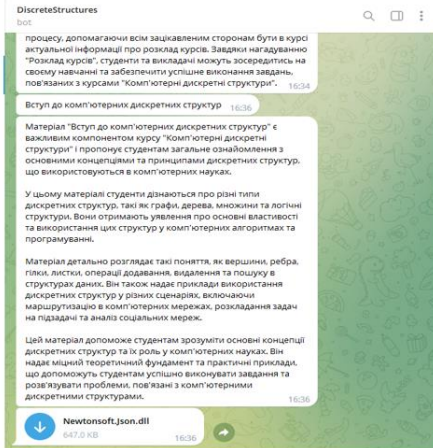 DiscreteStructures
bot
процесу, допомагаючи всім зацікавленим сторонам бути в курсі
актуальної інформації про розклад курсів. Завдяки нагадуванню
"Розклад курсів", студенти та викладачі можуть зосередитись на
своєму навчанні та забезпечити успішне виконання завдань,
пов'язаних з курсами "Комп'ютерні дискретні структури". 16:34
Вступ до комп'ютерних дискретних структур 16:36
Матеріал "Вступ до комп'ютерних дискретних структур" є
важливим компонентом курсу "Комп'ютерні дискретні
структури" і пропонує студентам загальне ознайомлення з
основними концепціями та принципами дискретних структур,
що використовуються в комп'ютерних науках.
У цьому матеріалі студенти дізнаються про різні типи
дискретних структур, такі як графи, дерева, множини та логічні
структури. Вони отримають уявлення про основні властивості
та використання цих структур у комп'ютерних алгоритмах та
програмуванні.
Матеріал детально розглядає такі поняття, як вершини, ребра,
гілки, листки, операції додавання, видалення та пошуку в
структурах даних. Він також надає приклади використання
дискретних структур у різних сценаріях, включаючи
маршрутизацію в комп'ютерних мережах, розкладання задач
на підзадачі та аналіз соціальних мереж.
Цей матеріал допоможе студентам зрозуміти основні концепції
дискретних структур та їх роль у комп'ютерних науках. Він
надає міцний теоретичний фундамент та практичні приклади,
що допоможуть студентам успішно виконувати завдання та
розв'язувати проблеми, пов'язані з комп'ютерними
дискретними структурами. 16:36
Newtonsoft.Json.dll
647,0 KB 16:36